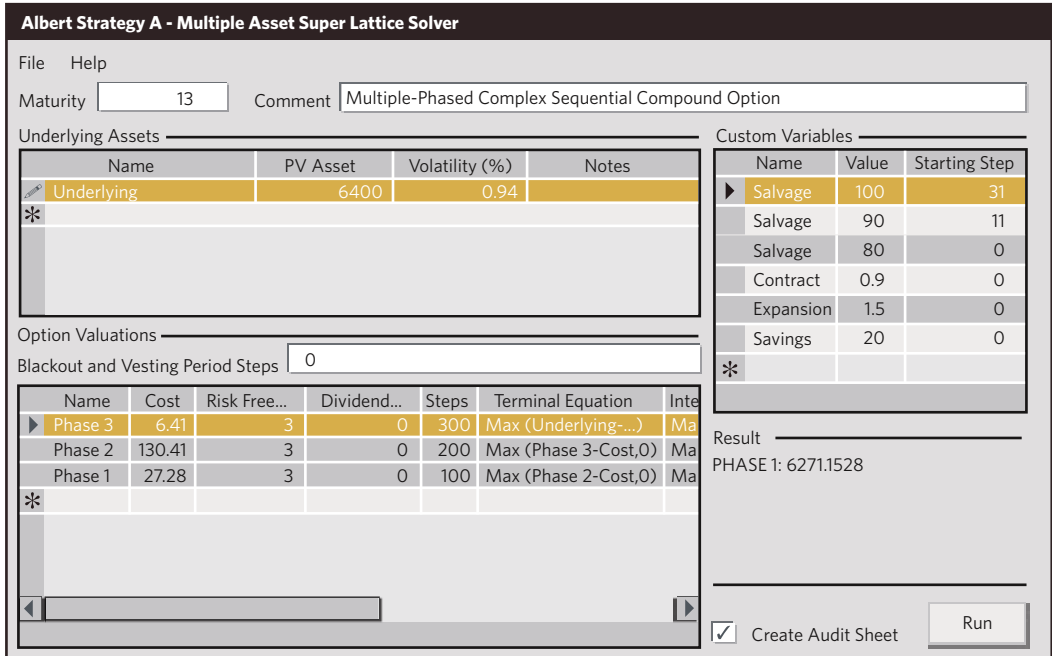 Albert Strategy A - Multiple Asset Super Lattice Solver
File Help
Maturity 13 Comment Multiple-Phased Complex Sequential Compound Option
Underlying Assets
Name PV Asset Volatility (%) Notes
Underlying 6400 0.94
*
Custom Variables
Name Value Starting Step
Salvage 100 31
Salvage 90 11
Salvage 80 0
Contract 0.9 0
Expansion 1.5 0
Savings 20 0
*
Option Valuations
Blackout and Vesting Period Steps 0
Name Cost Risk Free... Dividend... Steps Terminal Equation Inte
Phase 3 6.41 3 0 300 Max (Underlying-...) Ma
Phase 2 130.41 3 0 200 Max (Phase 3-Cost,0) Ma
Phase 1 27.28 3 0 100 Max (Phase 2-Cost,0) Ma
*
Result
PHASE 1: 6271.1528
Create Audit Sheet
Run